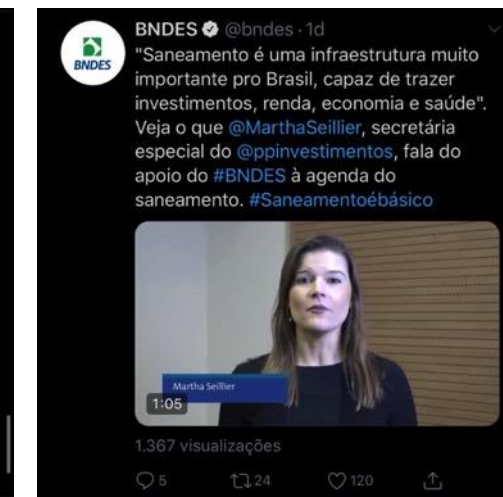 BNDES @bndes · 1d
BNDES
"Saneamento é uma infraestrutura muito
importante pro Brasil, capaz de trazer
investimentos, renda, economia e saúde".
Veja o que @MarthaSeillier, secretária
especial do @ppinvestimentos, fala do
apoio do #BNDES à agenda do
saneamento. #Saneamentoébásico
Martha Seillier
1:05
1.367 visualizações
5 24 120